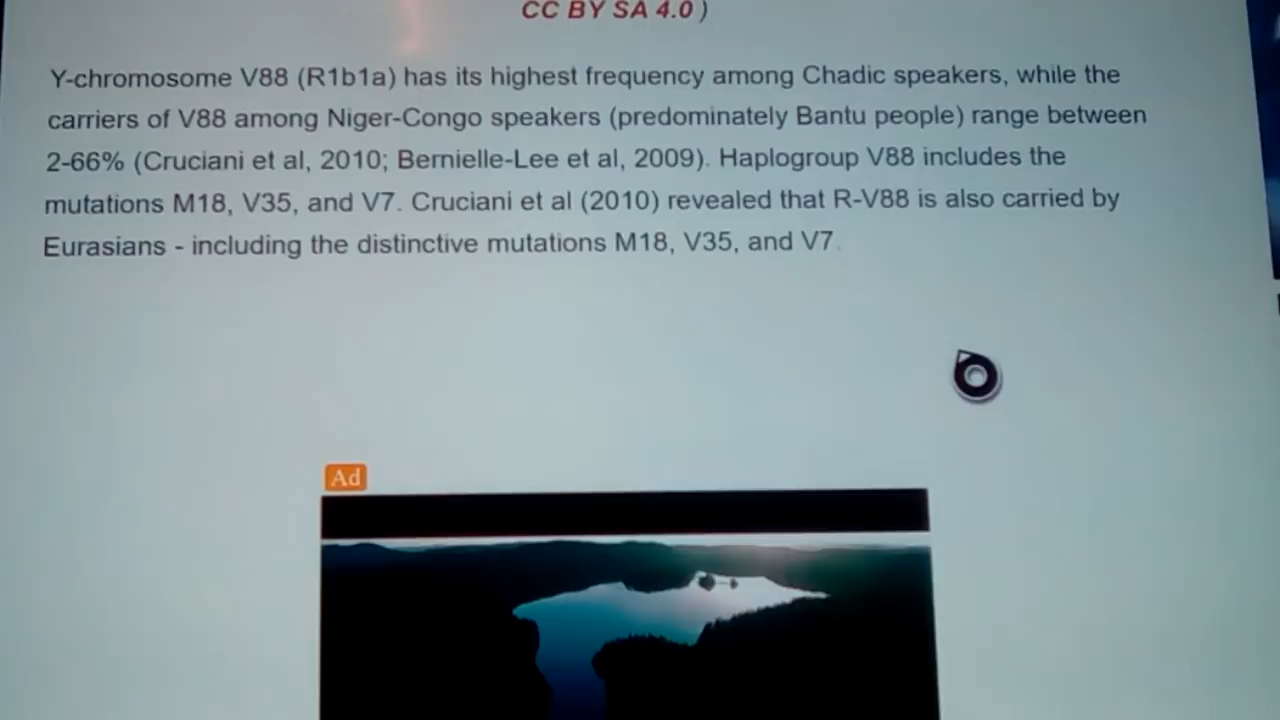 CC BY SA 4.0 )
Y-chromosome V88 (R1b1a) has its highest frequency among Chadic speakers, while the
carriers of V88 among Niger-Congo speakers (predominately Bantu people) range between
2-66% (Cruciani et al, 2010; Bernielle-Lee et al, 2009). Haplogroup V88 includes the
mutations M18, V35, and V7. Cruciani et al (2010) revealed that R-V88 is also carried by
Eurasians - including the distinctive mutations M18, V35, and V7.
Ad